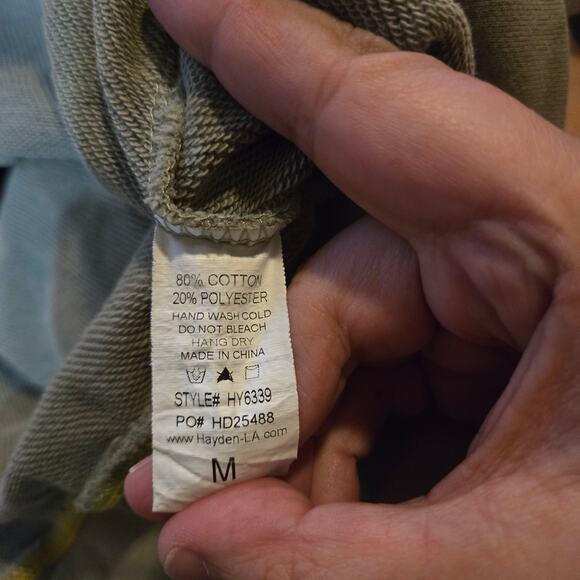 80% COTTON
20% POLYESTER
HAND WASH COLD
DO NOT BLEACH
HANG DRY
MADE IN CHINA
STYLE# HY6339
PO# HD25488
www.Hayden-LA.com
M